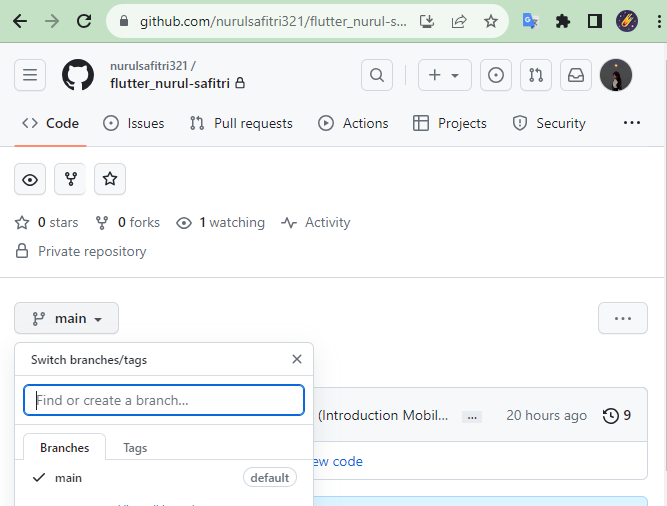 github.com/nurulsafitri321/flutter_nurul-s...
nurulsafitri321 /
flutter_nurul-safitri
Code
Issues
Pull requests
Actions
Projects
Security
0 stars
0 forks
1 watching
Activity
Private repository
main
Switch branches/tags
Find or create a branch...
(Introduction Mobil...
20 hours ago
9
Branches
Tags
ew code
main
default